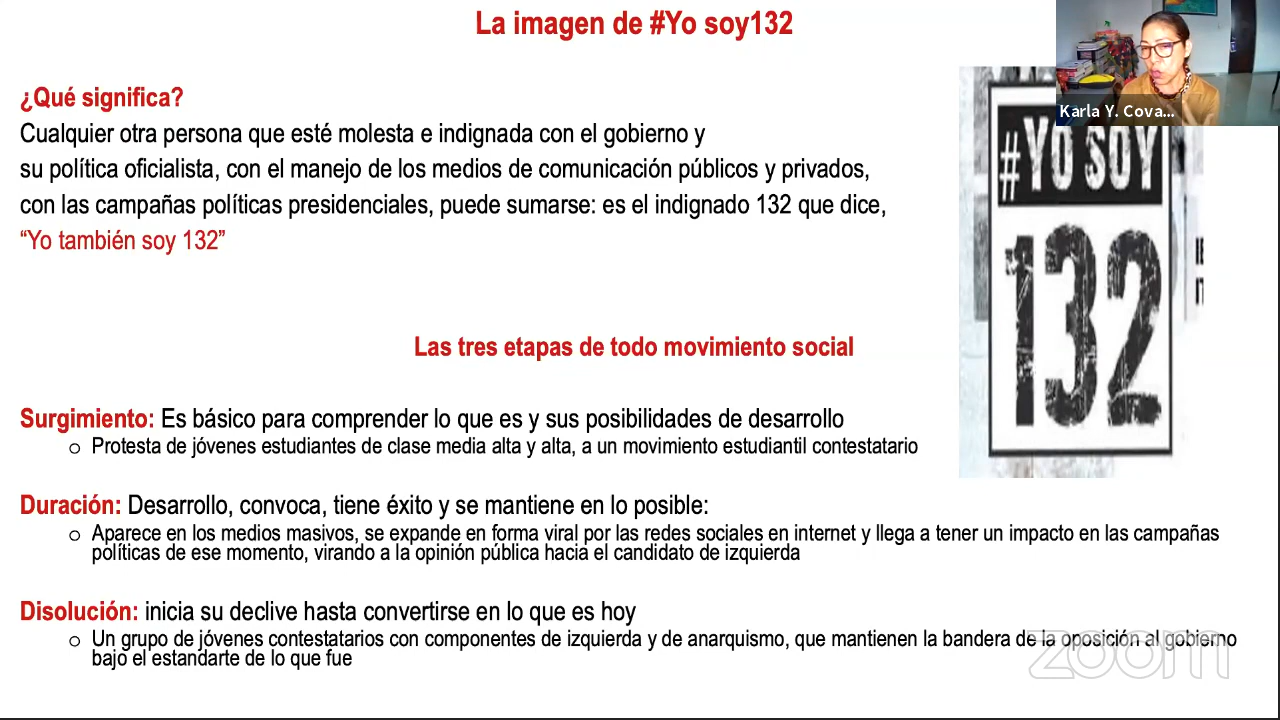 La imagen de #Yo soy132
Karla Y. Cova...
¿Qué significa?
Cualquier otra persona que esté molesta e indignada con el gobierno y
su política oficialista, con el manejo de los medios de comunicación públicos y privados,
con las campañas políticas presidenciales, puede sumarse: es el indignado 132 que dice,
“Yo también soy 132”
#YO SOY
132
Las tres etapas de todo movimiento social
Surgimiento: Es básico para comprender lo que es y sus posibilidades de desarrollo
o Protesta de jóvenes estudiantes de clase media alta y alta, a un movimiento estudiantil contestatario
Duración: Desarrollo, convoca, tiene éxito y se mantiene en lo posible:
o Aparece en los medios masivos, se expande en forma viral por las redes sociales en internet y llega a tener un impacto en las campañas
políticas de ese momento, virando a la opinión pública hacia el candidato de izquierda
Disolución: inicia su declive hasta convertirse en lo que es hoy
o Un grupo de jóvenes contestatarios con componentes de izquierda y de anarquismo, que mantienen la bandera de la oposición al gobierno
bajo el estandarte de lo que fue
zoom